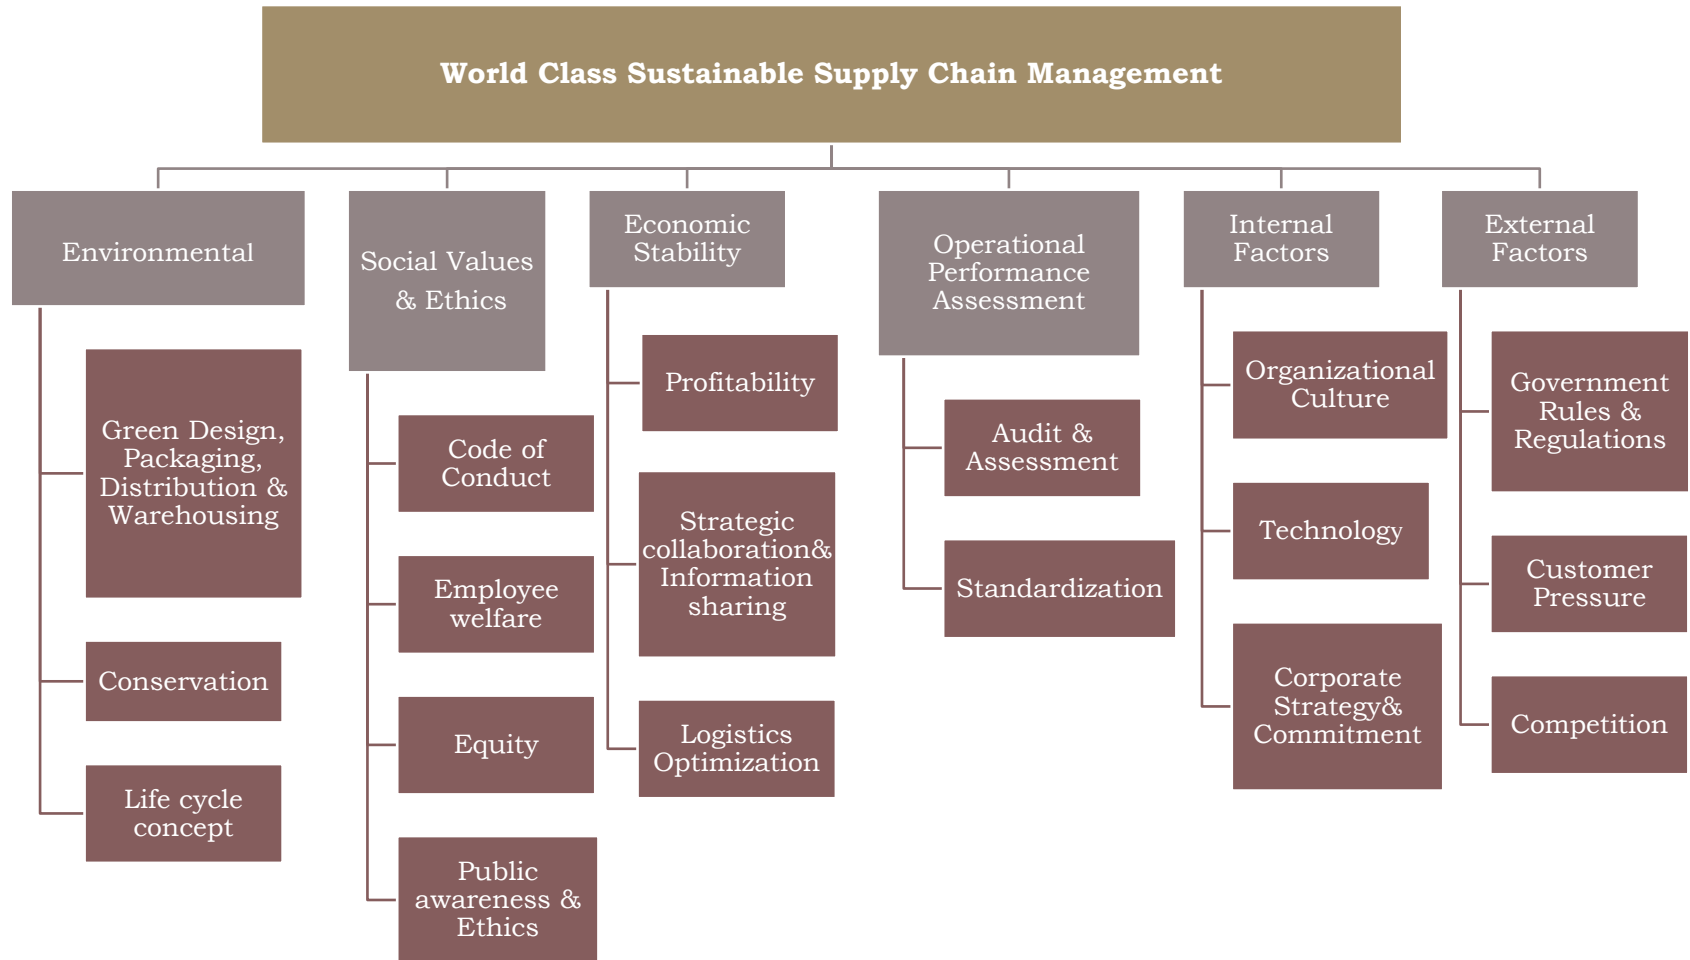 World Class Sustainable Supply Chain Management
Environmental
Green Design,
Packaging,
Distribution &
Warehousing
Conservation
Life cycle
concept
Social Values
& Ethics
Code of
Conduct
Employee
welfare
Equity
Public
awareness &
Ethics
Economic
Stability
Profitability
Strategic
collaboration&
Information
sharing
Logistics
Optimization
Operational
Performance
Assessment
Audit &
Assessment
Standardization
Internal
Factors
Organizational
Culture
Technology
Corporate
Strategy&
Commitment
External
Factors
Government
Rules &
Regulations
Customer
Pressure
Competition